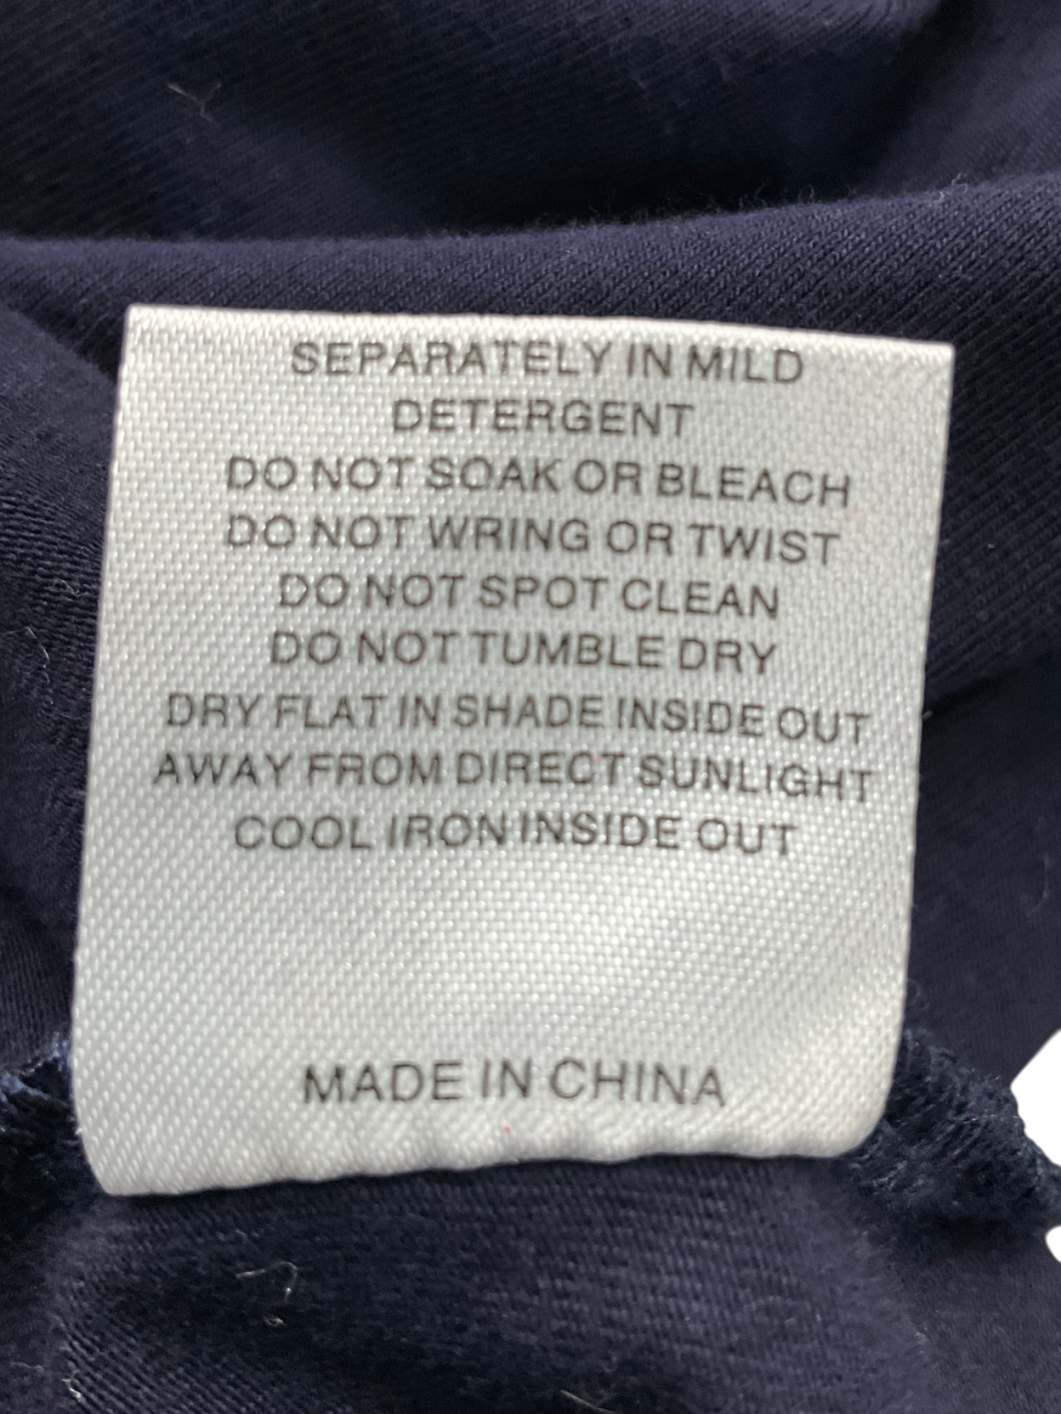 SEPARATELY IN MILD
DETERGENT
DO NOT SOAK OR BLEACH
DO NOT WRING OR TWIST
DO NOT SPOT CLEAN
DO NOT TUMBLE DRY
DRY FLAT IN SHADE INSIDE OUT
AWAY FROM DIRECT SUNLIGHT
COOL IRON INSIDE OUT
MADE IN CHINA